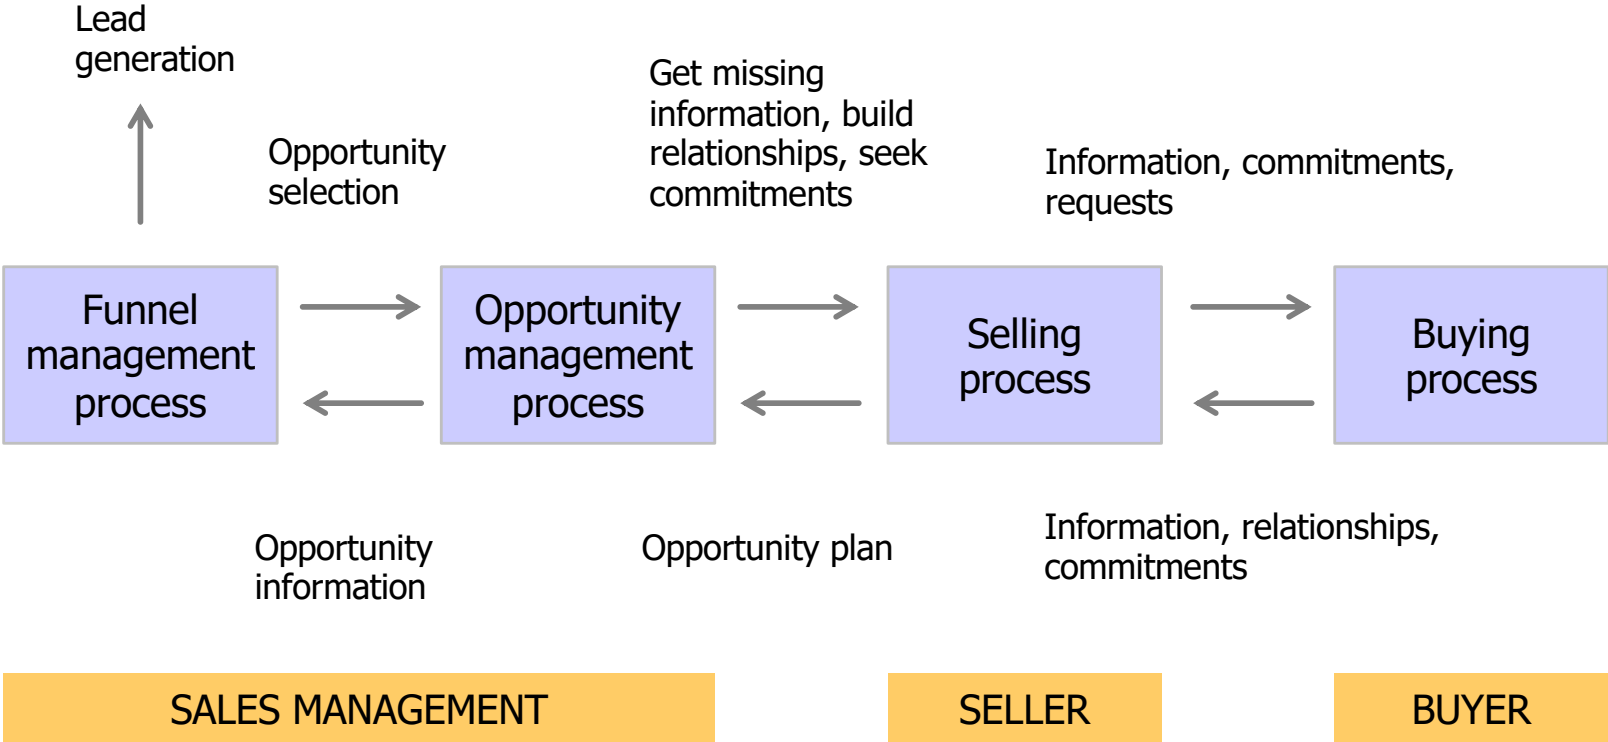 Lead
generation
Get missing
information, build
relationships, seek
commitments
Opportunity
selection
Information, commitments,
requests
Funnel
management
process
Opportunity
management
process
Selling
process
Buying
process
Opportunity
information
Opportunity plan
Information, relationships,
commitments
SALES MANAGEMENT
SELLER
BUYER